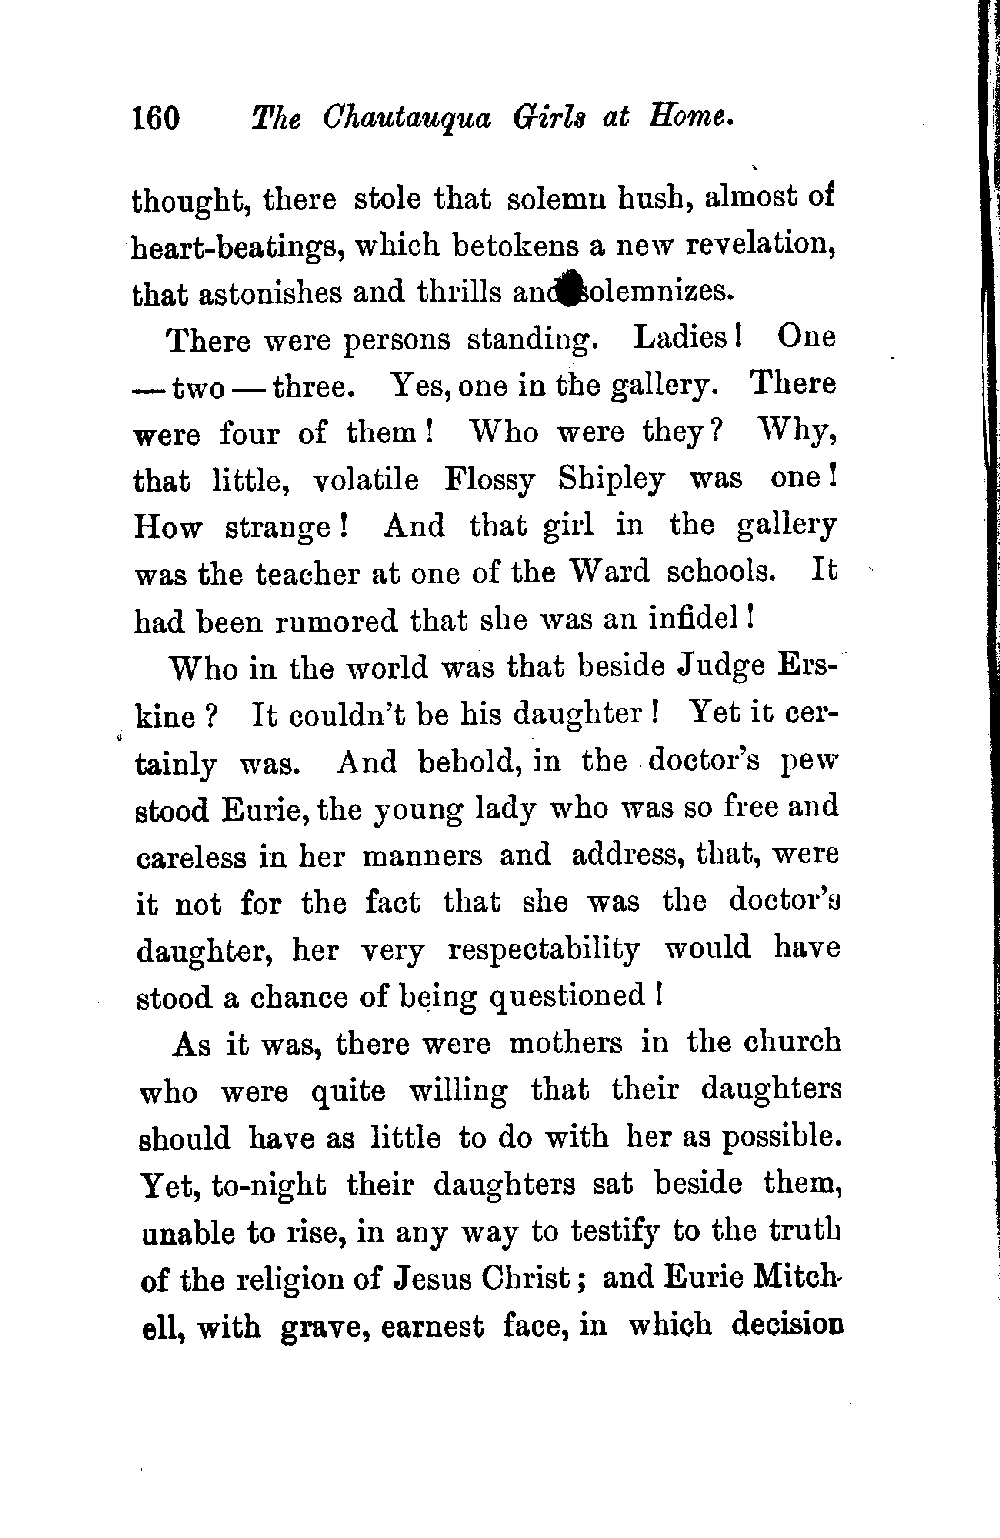 160 The Chautauqua Girls at Home.
thought, there stole that solemn hush, almost of
heart-beatings, which betokens a new revelation,
that astonishes and thrills and solemnizes.
There were persons standing. Ladies! One
— two — three. Yes, one in the gallery. There
were four of them! Who were they? Why,
that little, volatile Flossy Shipley was one!
How strange! And that girl in the gallery
was the teacher at one of the Ward schools. It
had been rumored that she was an infidel!
Who in the world was that beside Judge Ers-
kine? It couldn't be his daughter! Yet it cer-
tainly was. And behold, in the doctor's pew
stood Eurie, the young lady who was so free and
careless in her manners and address, that, were
it not for the fact that she was the doctor's
daughter, her very respectability would have
stood a chance of being questioned!
As it was, there were mothers in the church
who were quite willing that their daughters
should have as little to do with her as possible.
Yet, to-night their daughters sat beside them,
unable to rise, in any way to testify to the truth
of the religion of Jesus Christ; and Eurie Mitch-
ell, with grave, earnest face, in which decision